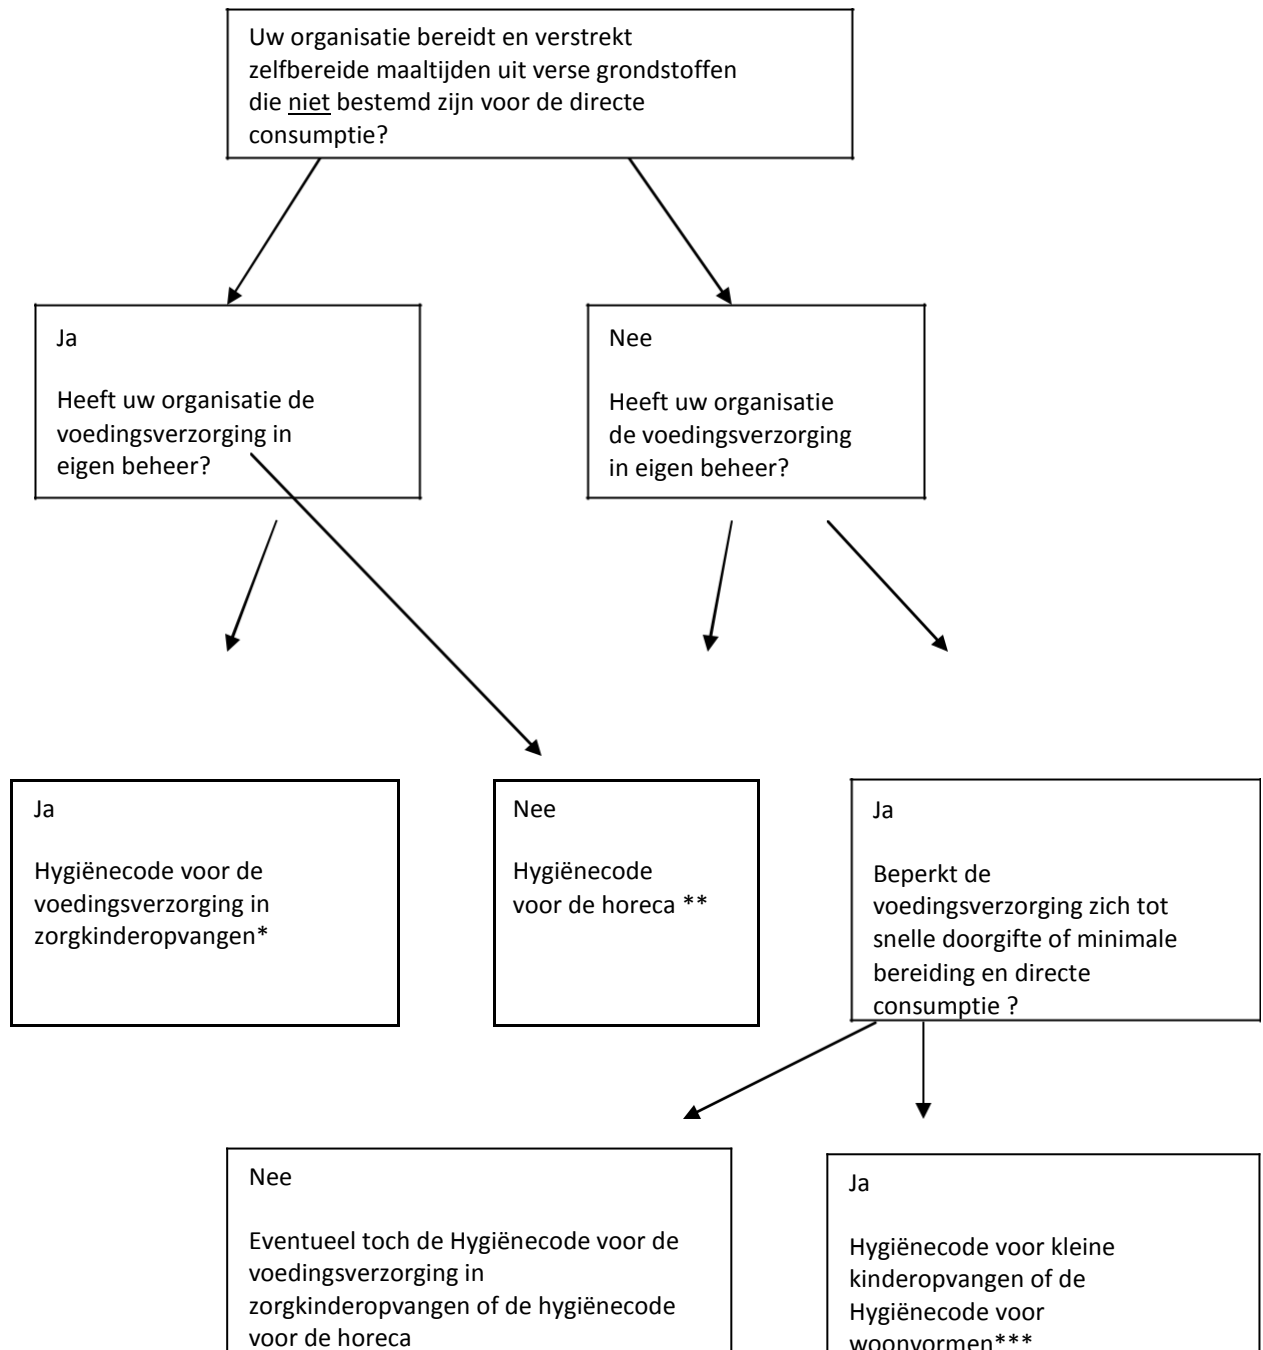 Uw organisatie bereidt en verstrekt
zelfbereide maaltijden uit verse grondstoffen
die niet bestemd zijn voor de directe
consumptie?
Ja
Heeft uw organisatie de
voedingsverzorging in
eigen beheer?
Nee
Heeft uw organisatie
de voedingsverzorging
in eigen beheer?
Ja
Hygiënecode voor de
voedingsverzorging in
zorgkinderopvangen*
Nee
Hygiënecode
voor de horeca **
Ja
Beperkt de
voedingsverzorging zich tot
snelle doorgifte of minimale
bereiding en directe
consumptie ?
Nee
Eventueel toch de Hygiënecode voor de
voedingsverzorging in
zorgkinderopvangen of de hygiënecode
voor de horeca
Ja
Hygiënecode voor kleine
kinderopvangen of de
Hygiënecode voor
woonvormen***